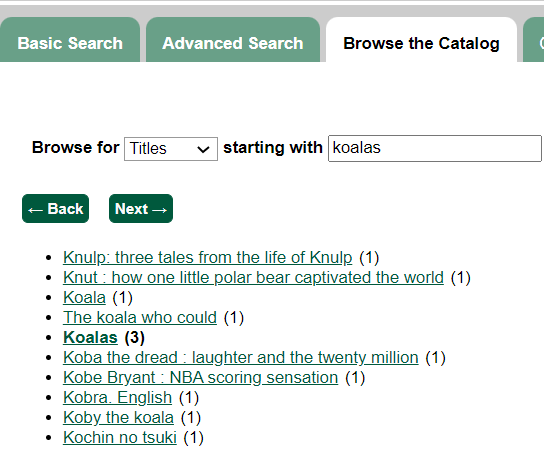 Basic Search
Advanced Search
Browse the Catalog
Browse for Titles starting with koalas
← Back
Next →
Knulp: three tales from the life of Knulp (1)
Knut : how one little polar bear captivated the world (1)
Koala (1)
The koala who could (1)
Koalas (3)
Koba the dread : laughter and the twenty million (1)
Kobe Bryant : NBA scoring sensation (1)
Kobra. English (1)
Koby the koala (1)
Kochin no tsuki (1)